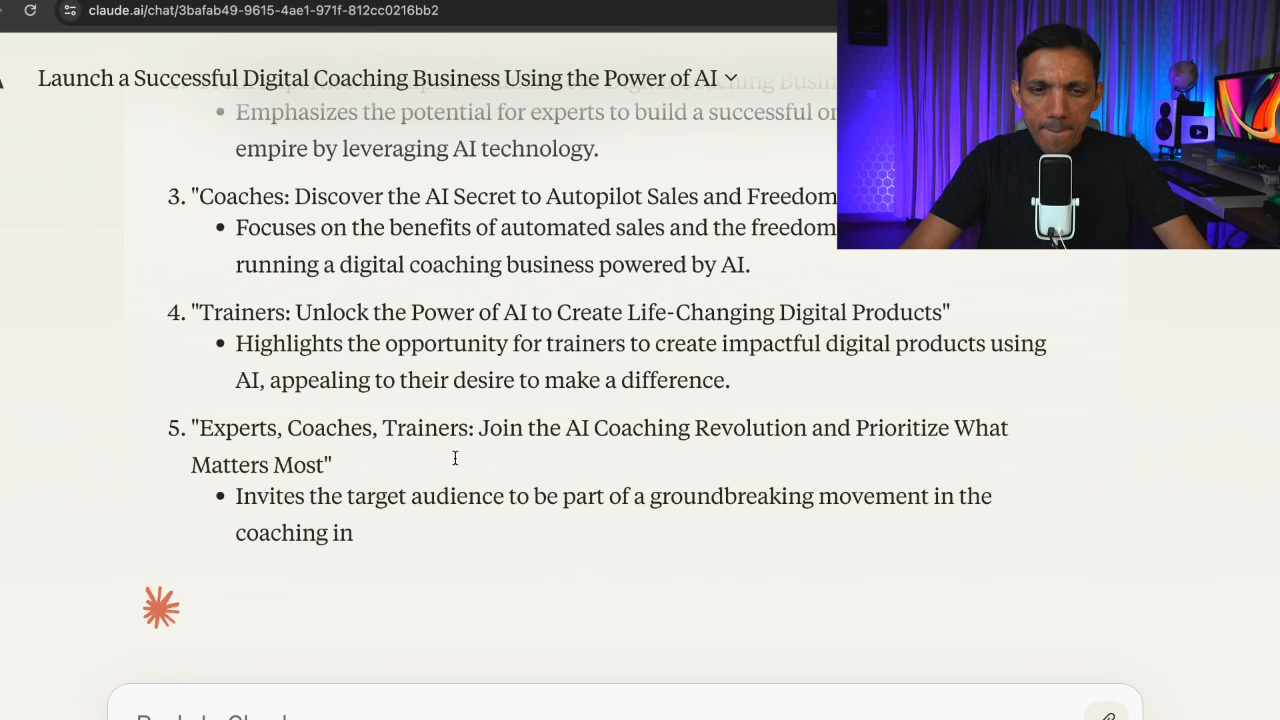 claude.ai/chat/3bafab49-9615-4ae1-971f-812cc0216bb2
Launch a Successful Digital Coaching Business Using the Power of AI
Emphasizes the potential for experts to build a successful
empire by leveraging AI technology.
3. "Coaches: Discover the AI Secret to Autopilot Sales and Freedom
Focuses on the benefits of automated sales and the freedom
running a digital coaching business powered by AI.
4. "Trainers: Unlock the Power of AI to Create Life-Changing Digital Products"
Highlights the opportunity for trainers to create impactful digital products using
AI, appealing to their desire to make a difference.
5. "Experts, Coaches, Trainers: Join the AI Coaching Revolution and Prioritize What
Matters Most"
Invites the target audience to be part of a groundbreaking movement in the
coaching in